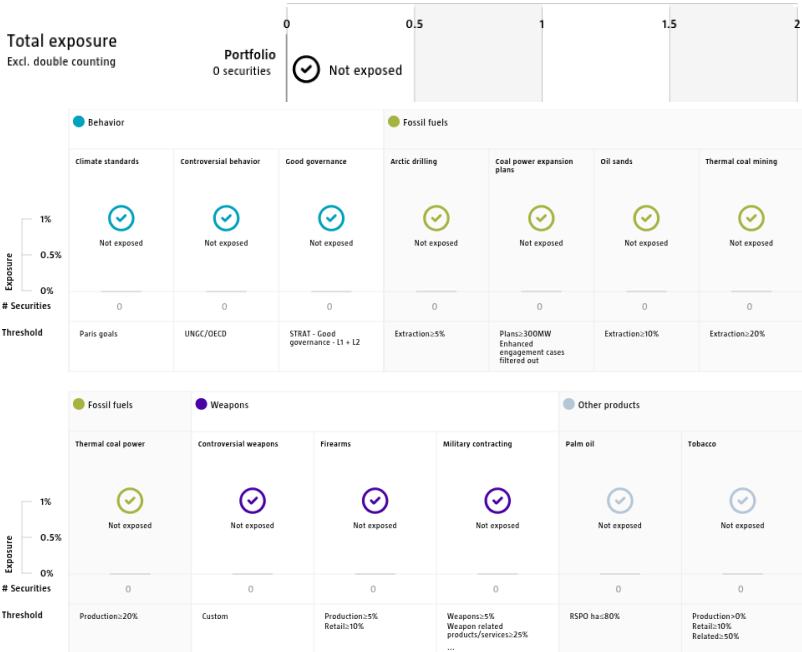 0 0.5 1 1.5 2
Total exposure
Excl. double counting
Portfolio
0 securities
Not exposed
Behavior Fossil fuels
Climate standards Controversial behavior Good governance Arctic drilling Coal power expansion plans Oil sands Thermal coal mining
1%
Not exposed Not exposed Not exposed Not exposed Not exposed Not exposed Not exposed
0.5%
Exposure
0%
# Securities 0 0 0 0 0 0 0
Threshold Paris goals UNGC/OECD STRAT - Good governance - L1 + L2 Extraction≥5% Plans≥300MW Enhanced engagement cases filtered out Extraction≥10% Extraction≥20%
Fossil fuels Weapons Other products
Thermal coal power Controversial weapons Firearms Military contracting Palm oil Tobacco
1%
Not exposed Not exposed Not exposed Not exposed Not exposed Not exposed
0.5%
Exposure
0%
# Securities 0 0 0 0 0 0
Threshold Production≥20% Custom Production≥5% Retail≥10% Weapons≥5% Weapon related products/services≥25% ... RSPO ha≤80% Production>0% Retail≥10% Related≥50%